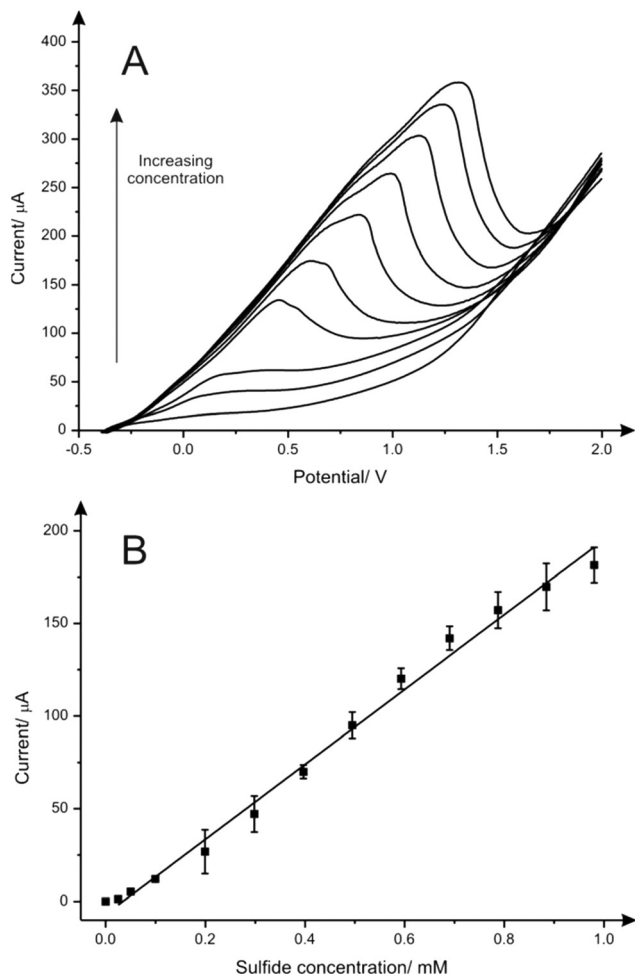 A
400
350
300
250
200
150
100
50
0
Current/ μA
Increasing
concentration
-0.5 0.0 0.5 1.0 1.5 2.0
Potential/ V
B
200
150
100
50
0
Current/ μA
0.0 0.2 0.4 0.6 0.8 1.0
Sulfide concentration/ mM